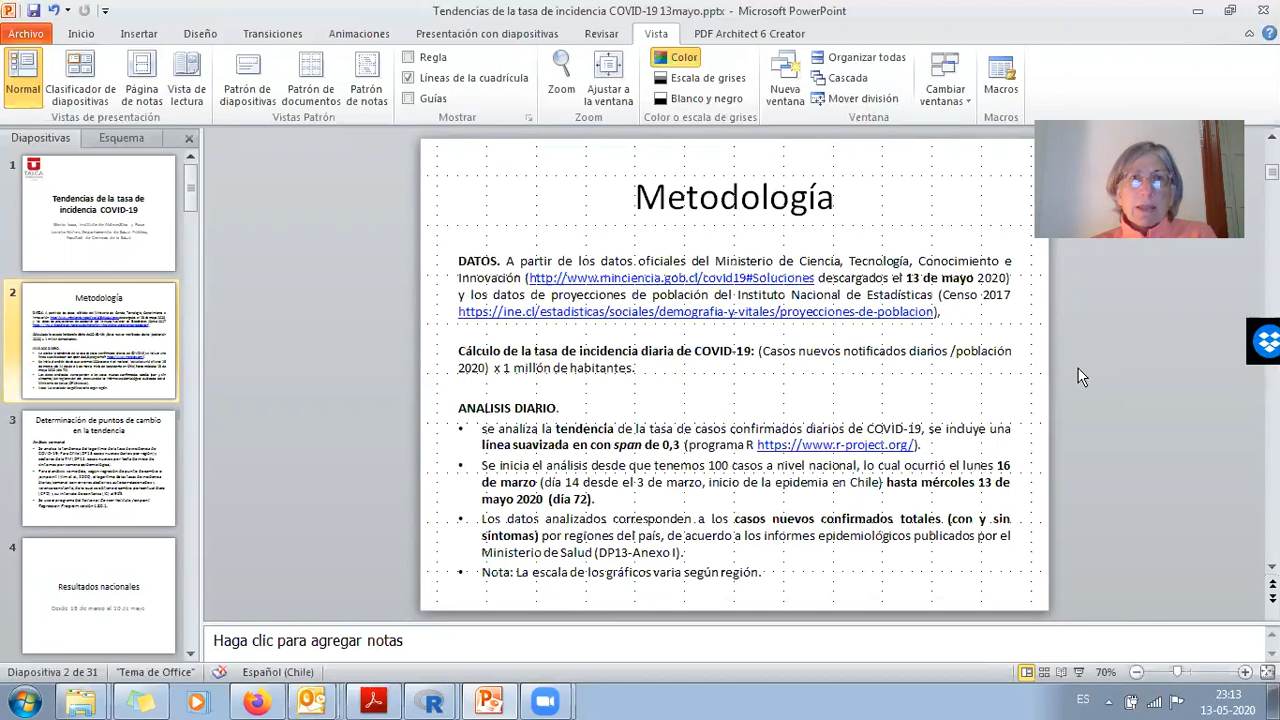 Tendencias de la tasa de incidencia COVID-19 13mayo.pptx - Microsoft PowerPoint
Archivo Inicio Insertar Diseño Transiciones Animaciones Presentación con diapositivas Revisar Vista PDF Architect 6 Creator
Normal
Clasificador de diapositivas
Página de notas
Vista de lectura
Vistas de presentación
Patrón de diapositivas
Patrón de documentos
Patrón de notas
Vistas Patrón
Regla
Líneas de la cuadrícula
Guías
Mostrar
Zoom
Ajustar a la ventana
Zoom
Color
Escala de grises
Blanco y negro
Color o escala de grises
Nueva ventana
Organizar todas
Cascada
Mover división
Cambiar ventanas
Ventana
Macros
Macros
Diapositivas Esquema
1
TALCA
Tendencias de la tasa de
incidencia COVID-19
2
Metodología
3
Determinación de puntos de cambio
en la tendencia
4
Resultados nacionales
Desde 16 de marzo al 10 de mayo
Metodología
DATOS. A partir de los datos oficiales del Ministerio de Ciencia, Tecnología, Conocimiento e
Innovación (http://www.minciencia.gob.cl/covid19#Soluciones descargados el 13 de mayo 2020)
y los datos de proyecciones de población del Instituto Nacional de Estadísticas (Censo 2017
Cálculo de la tasa de incidencia diaria de COVID-19: (Casos nuevos notificados diarios /población
2020) x 1 millón de habitantes.
ANALISIS DIARIO.
• se analiza la tendencia de la tasa de casos confirmados diarios de COVID-19, se incluye una
línea suavizada en con span de 0,3 (programa R https://www.r-project.org/).
• Se inicia el análisis desde que tenemos 100 casos a nivel nacional, lo cual ocurrió el lunes 16
de marzo (día 14 desde el 3 de marzo, inicio de la epidemia en Chile) hasta mércoles 13 de
mayo 2020 (día 72).
• Los datos analizados corresponden a los casos nuevos confirmados totales (con y sin
síntomas) por regiones del país, de acuerdo a los informes epidemiológicos publicados por el
Ministerio de Salud (DP13-Anexo I).
• Nota: La escala de los gráficos varia según región.
Haga clic para agregar notas
Diapositiva 2 de 31 "Tema de Office" Español (Chile) 70%
ES 23:13
13-05-2020